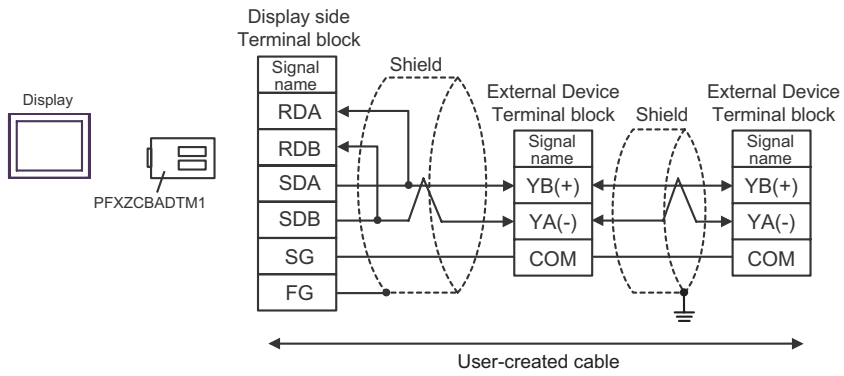 Display side
Terminal block
Shield
External Device
Terminal block
Shield
External Device
Terminal block
Display
PFXZCBADTM1
Signal
name
RDA
RDB
SDA
SDB
SG
FG
Signal
name
YB(+)
YA(-)
COM
Signal
name
YB(+)
YA(-)
COM
User-created cable